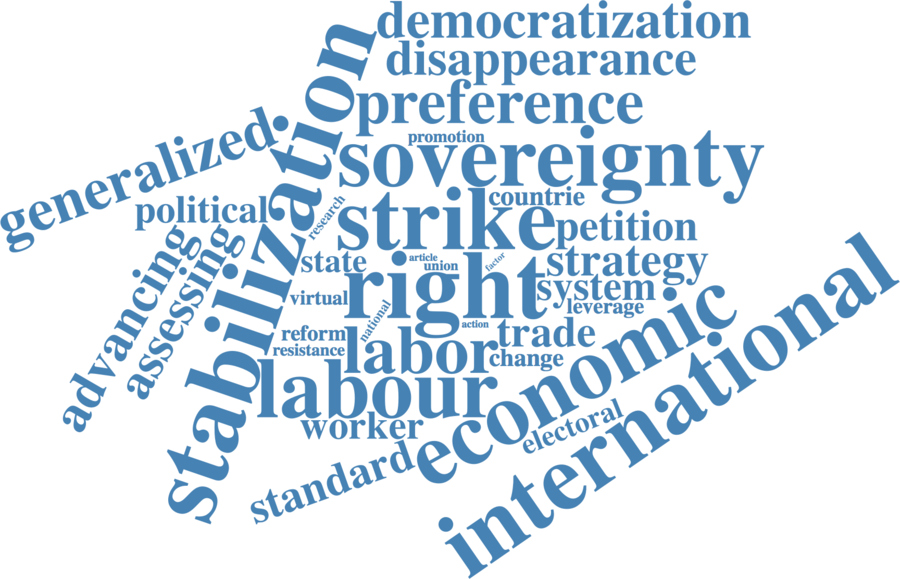 democratization
disappearance
preference
generalized
stabilization
promotion
sovereignty
countrie
political
research
strike
petition
advancing
assessing
state
article
union
factor
strategy
right
system
virtual
leverage
national
action
reform
trade
resistance
labor
change
economic
international
labour
worker
electoral
standard